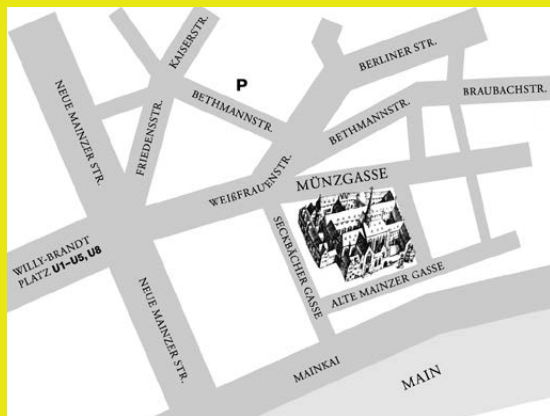 KAISERSTR.
BERLINER STR.
NEUE MAINZER STR.
P
BETHMANNSTR.
BRAUBACHSTR.
FRIEDENSSTR.
BETHMANNSTR.
WEIßFRAUENSTR.
MÜNZGASSE
WILLY-BRANDT
PLATZ U1–U5, U8
SECKBÄCHER GASSE
ALTE MAINZER GASSE
NEUE MAINZER STR.
MAINKAI
MAIN